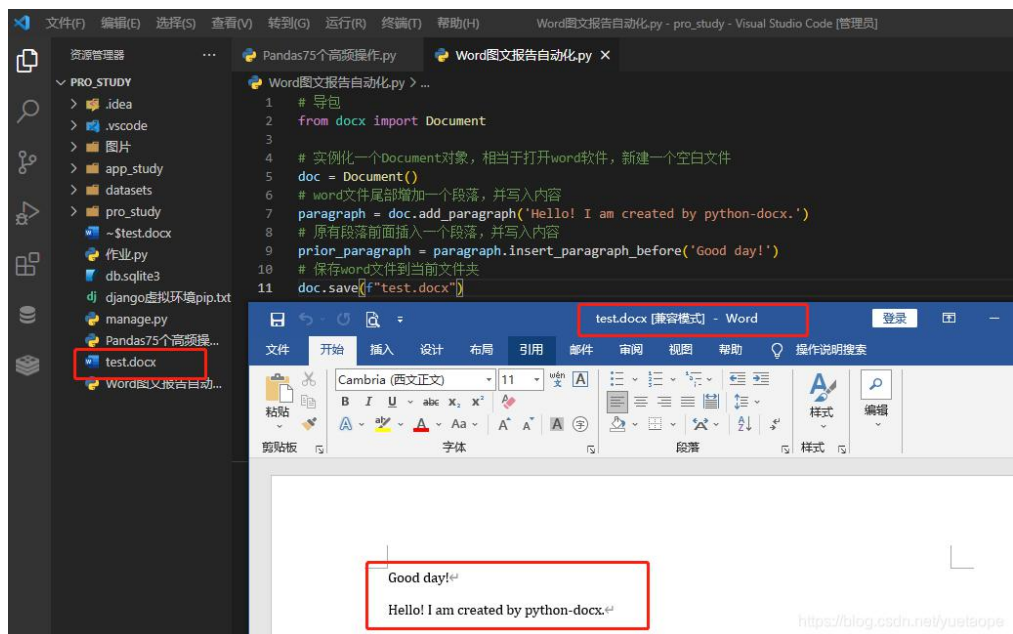 文件(F) 编辑(E) 选择(S) 查看(V) 转到(G) 运行(R) 终端(T) 帮助(H) Word图文报告自动化.py - pro_study - Visual Studio Code [管理员]
资源管理器 ...
Pandas75个高频操作.py Word图文报告自动化.py ×
PRO_STUDY
Word图文报告自动化.py > ...
.idea
.vscode
图片
app_study
datasets
pro_study
~$test.docx
作业.py
db.sqlite3
dj django虚拟环境pip.txt
manage.py
Pandas75个高频操...
test.docx
Word图文报告自动...
1 # 导包
2 from docx import Document
3
4 # 实例化一个Document对象，相当于打开word软件，新建一个空白文件
5 doc = Document()
6 # word文件尾部增加一个段落，并写入内容
7 paragraph = doc.add_paragraph('Hello! I am created by python-docx.')
8 # 原有段落前面插入一个段落，并写入内容
9 prior_paragraph = paragraph.insert_paragraph_before('Good day!')
10 # 保存word文件到当前文件夹
11 doc.save(f"test.docx")
test.docx [兼容模式] - Word 登录
文件 开始 插入 设计 布局 引用 邮件 审阅 视图 帮助 操作说明搜索
Cambria (西文正文) 11 wén 文 A
B I U abc X₂ X²
A aby A Aa A A A 字
粘贴
样式
编辑
剪贴板 字体 段落 样式
Good day!↵
Hello! I am created by python-docx.↵
https://blog.csdn.net/yuetaope